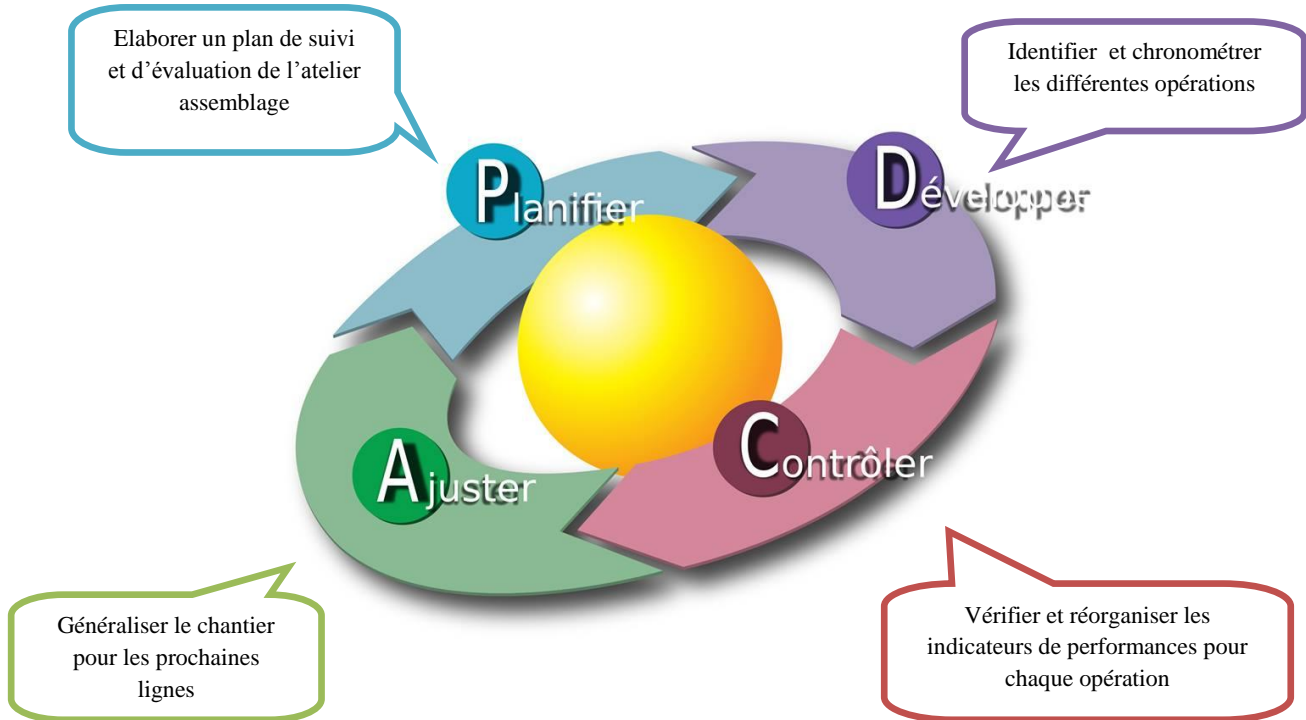 Elaborer un plan de suivi
et d’évaluation de l’atelier
assemblage
Identifier et chronométrer
les différentes opérations
Planifier
Développer
Contrôler
Ajuster
Généraliser le chantier
pour les prochaines
lignes
Vérifier et réorganiser les
indicateurs de performances pour
chaque opération